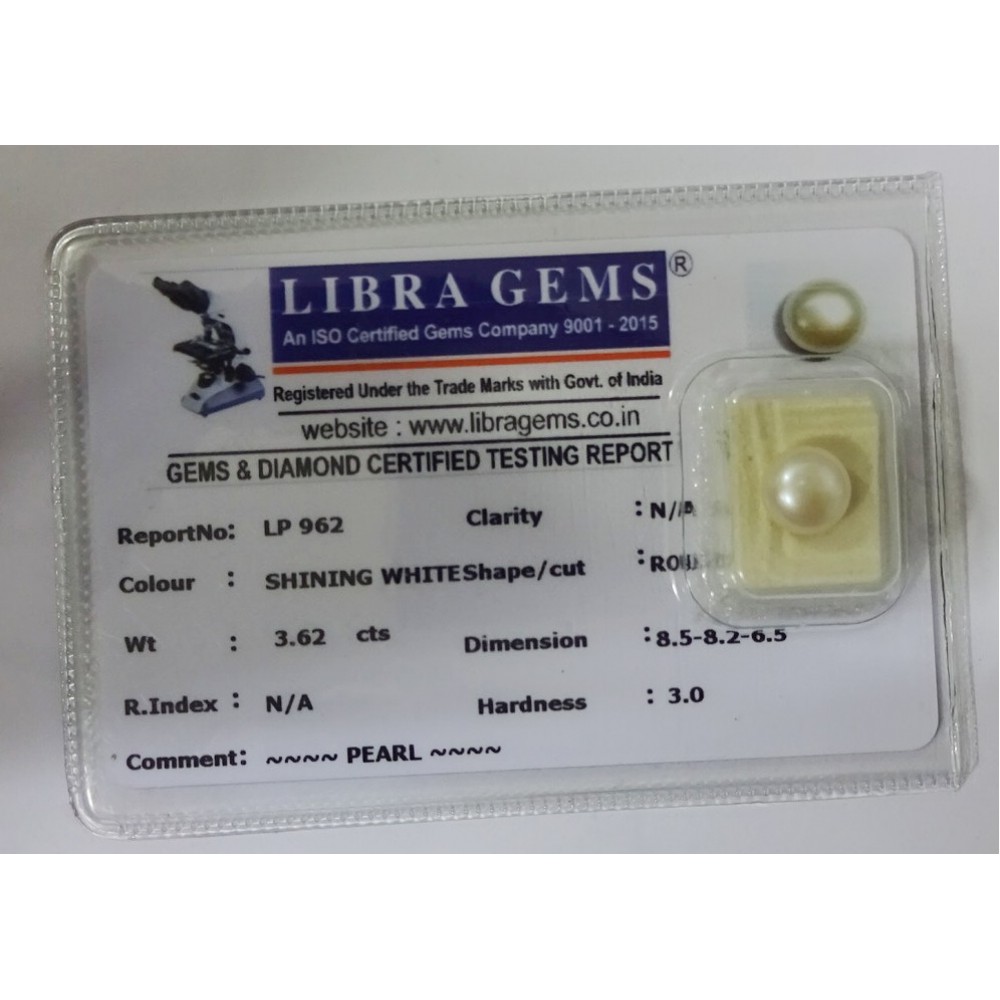 LIBRA GEMS ®
An ISO Certified Gems Company 9001 - 2015
Registered Under the Trade Marks with Govt. of India
website : www.libragems.co.in
GEMS & DIAMOND CERTIFIED TESTING REPORT
ReportNo: LP 962 Clarity : N/A
Colour : SHINING WHITE Shape/cut :
Wt : 3.62 cts Dimension : 8.5-8.2-6.5
R.Index : N/A Hardness : 3.0
Comment: ~~~~ PEARL ~~~~